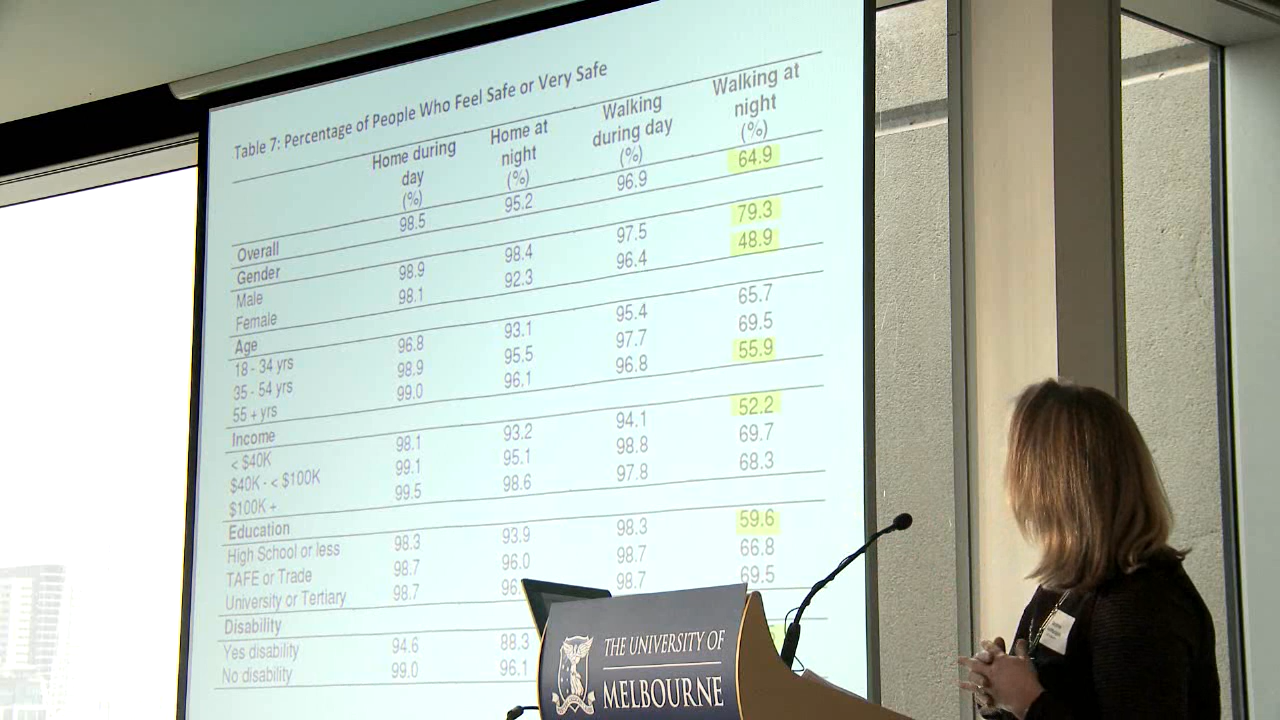 Table 7: Percentage of People Who Feel Safe or Very Safe
Home during day (%) Home at night (%) Walking during day (%) Walking at night (%)
Overall 98.5 95.2 96.9 64.9
Gender
Male 98.9 98.4 97.5 79.3
Female 98.1 92.3 96.4 48.9
Age
18 - 34 yrs 96.8 93.1 95.4 65.7
35 - 54 yrs 98.9 95.5 97.7 69.5
55 + yrs 99.0 96.1 96.8 55.9
Income
< $40K 98.1 93.2 94.1 52.2
$40K - < $100K 99.1 95.1 98.8 69.7
$100K + 99.5 98.6 97.8 68.3
Education
High School or less 98.3 93.9 98.3 59.6
TAFE or Trade 98.7 96.0 98.7 66.8
University or Tertiary 98.7 96. 98.7 69.5
Disability
Yes disability 94.6 88.3
No disability 99.0 96.1
THE UNIVERSITY OF
MELBOURNE